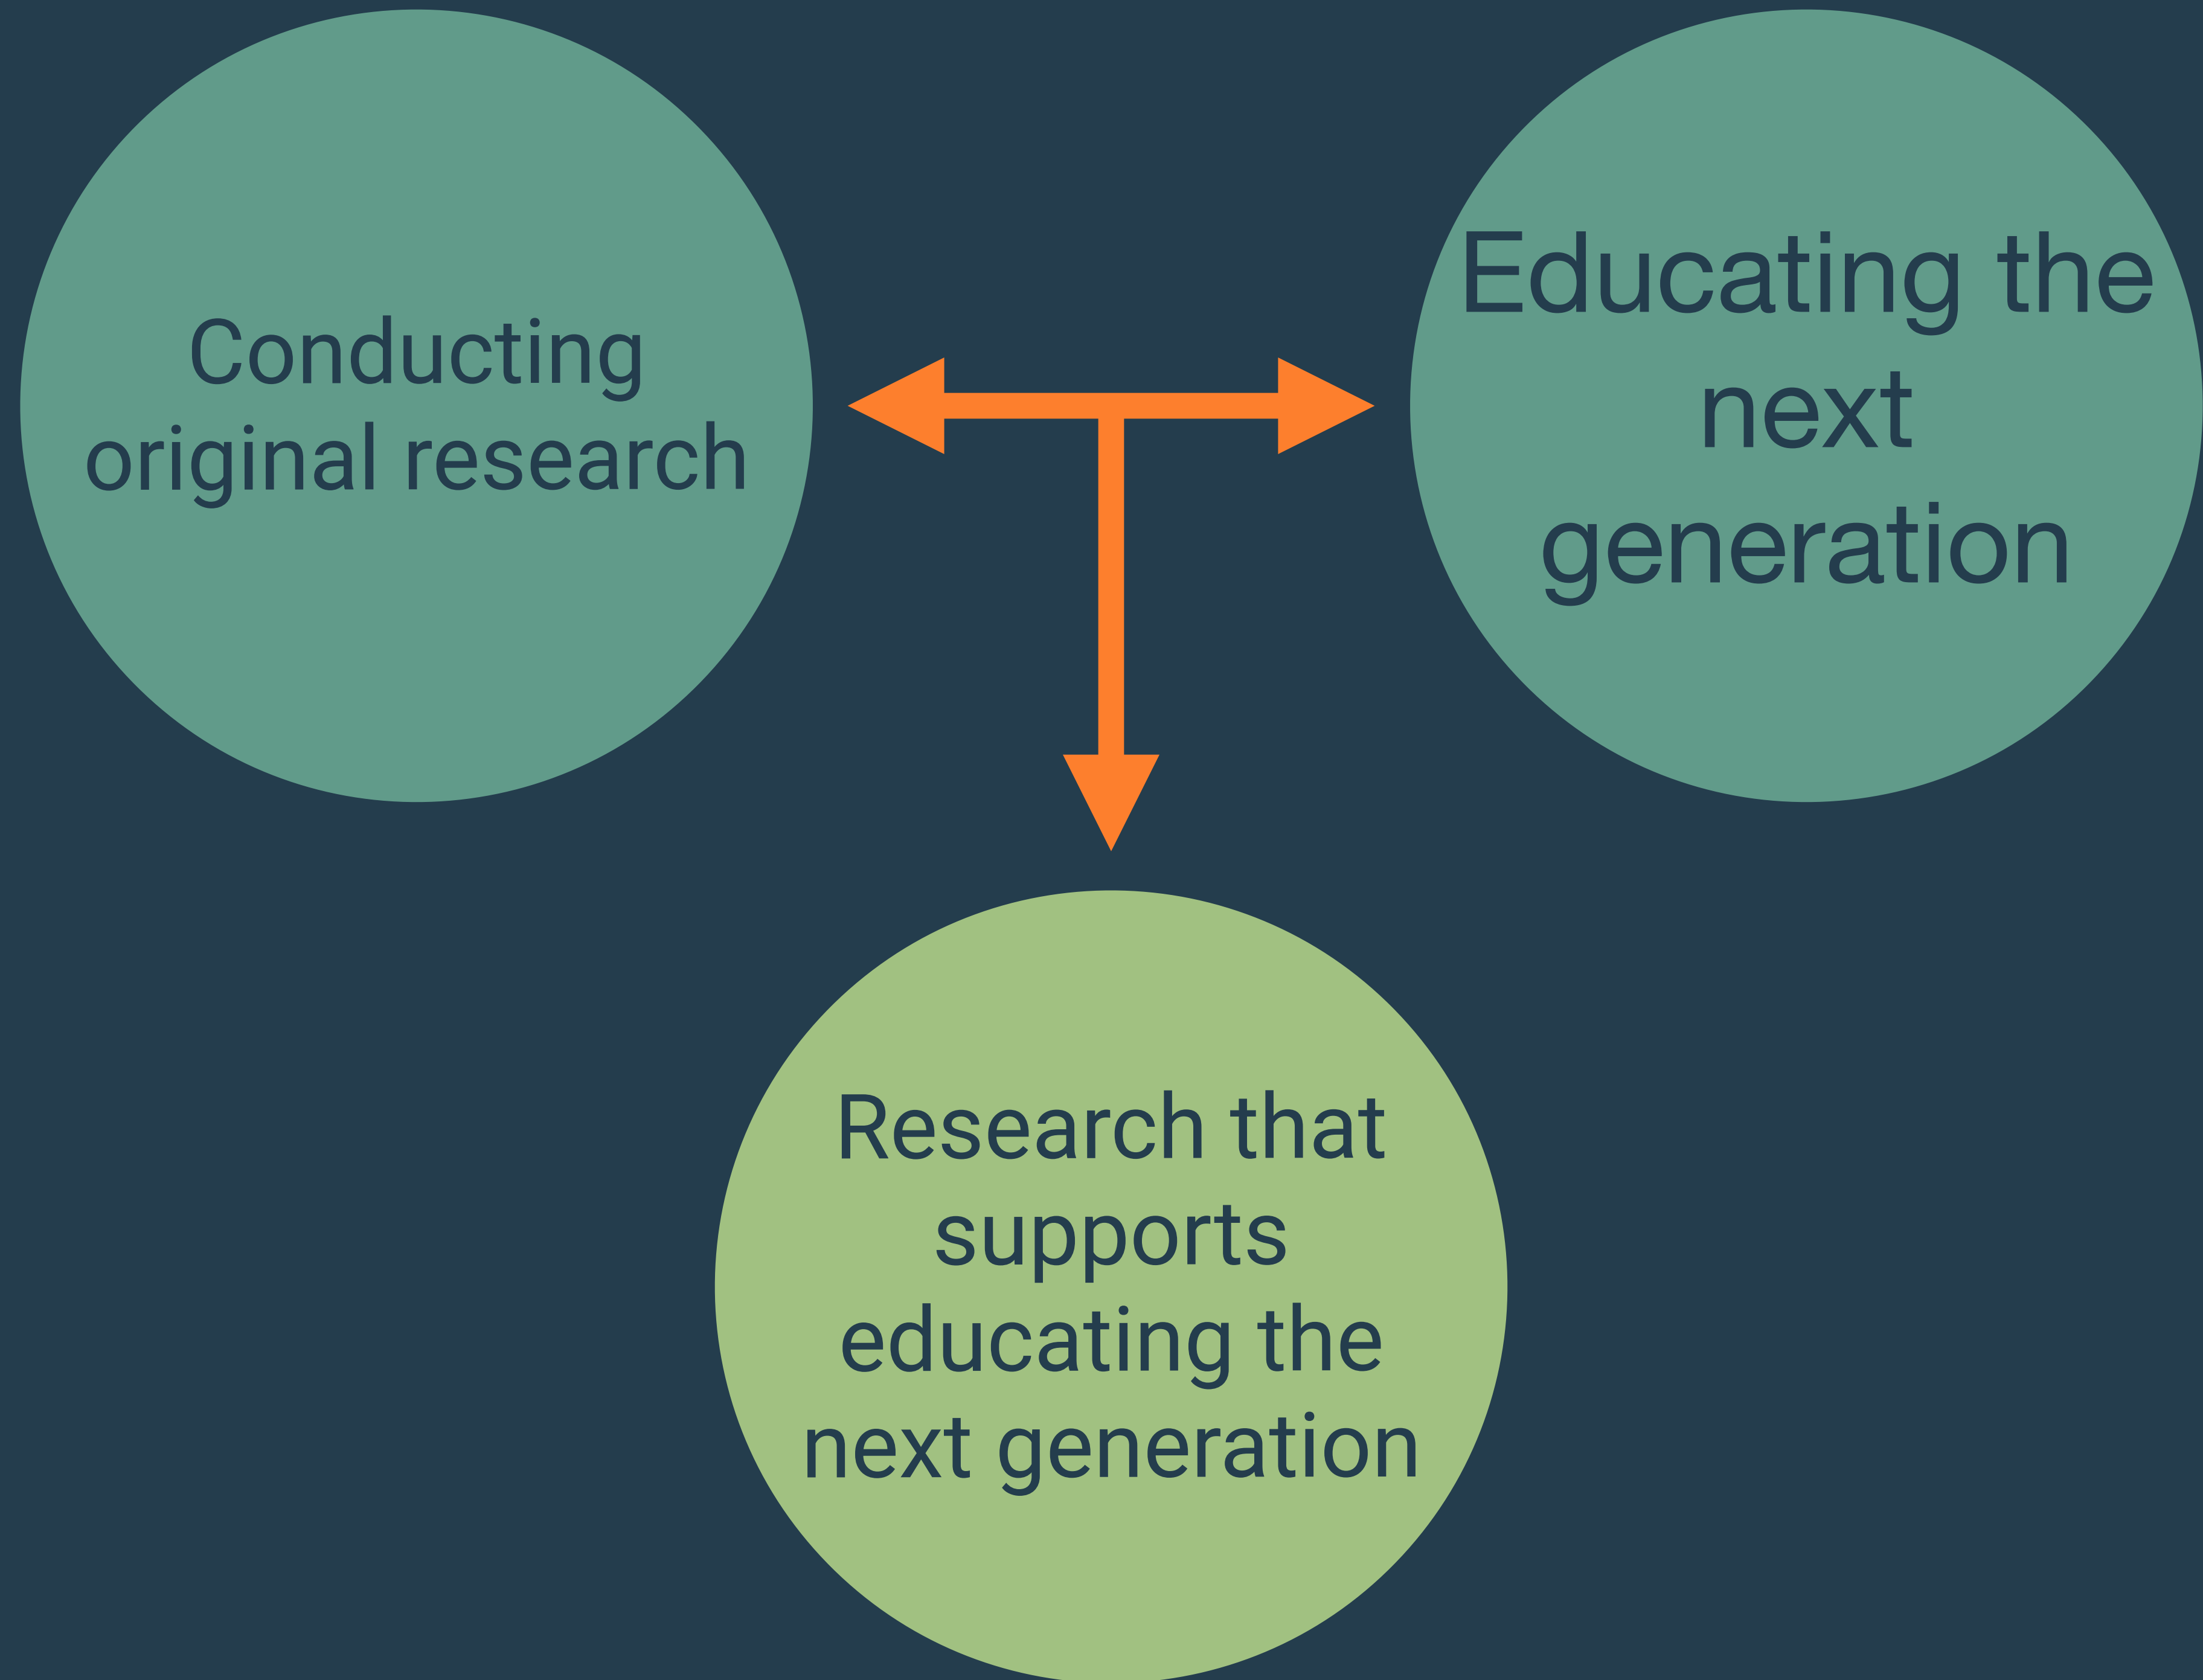 Conducting
original research
Educating the
next
generation
Research that
supports
educating the
next generation